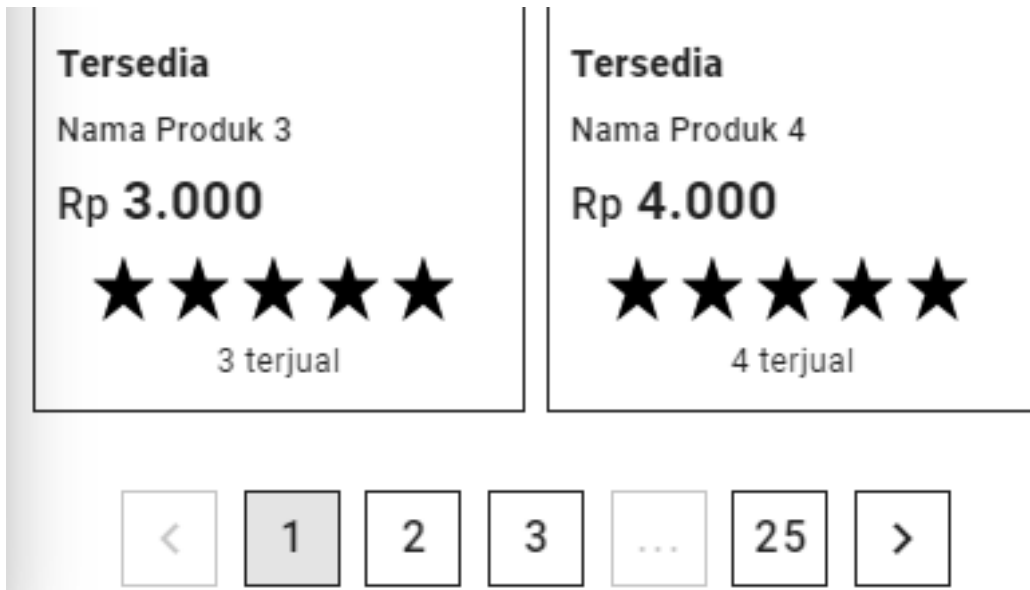 Tersedia
Nama Produk 3
Rp 3.000
★★★★★
3 terjual
Tersedia
Nama Produk 4
Rp 4.000
★★★★★
4 terjual
< 1 2 3 ... 25 >